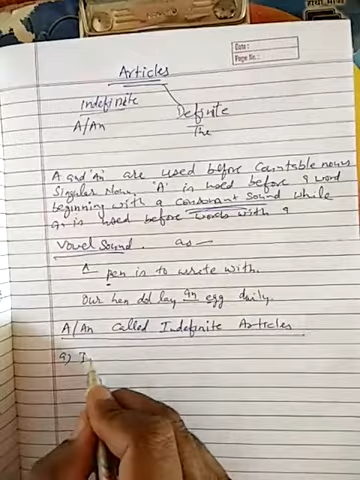 Date :
Page No :
Articles
Indefinite
Definite
A/An
The
A and 'An' are used before Countable nouns
Singular Noun, 'A' is used before a word
beginning with a consonant sound while
an is used before words with a
Vowel Sound. as —
A pen is to wrote with.
Our hen did lay an egg daily.
A/An Called Indefinite Articles
a) I